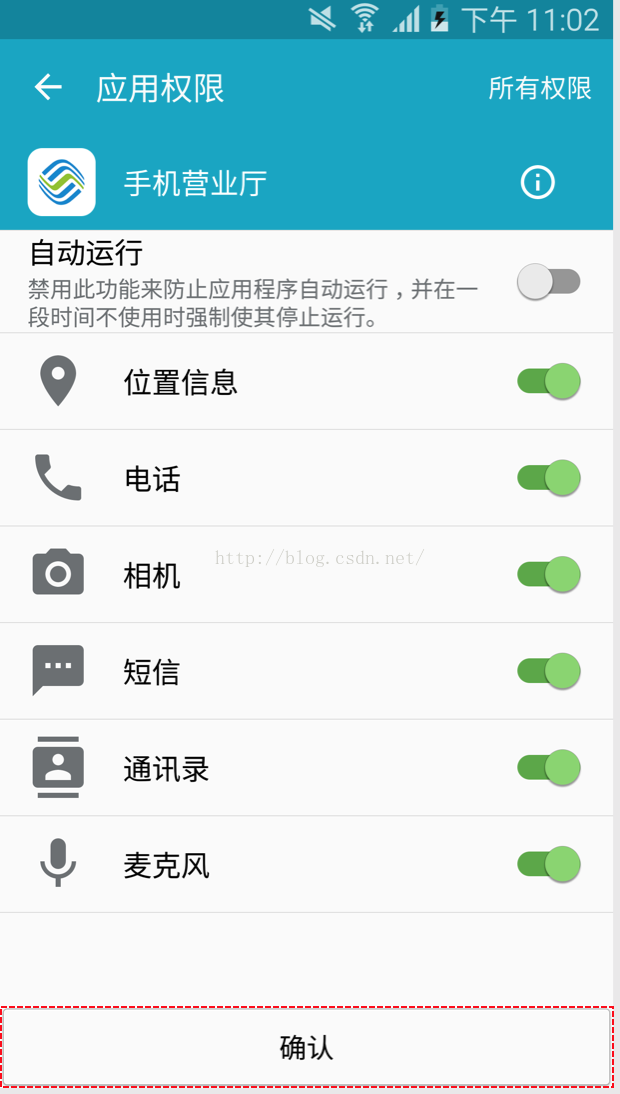 下午 11:02
应用权限
所有权限
手机营业厅
自动运行
禁用此功能来防止应用程序自动运行，并在一
段时间不使用时强制使其停止运行。
位置信息
电话
http://blog.csdn.net/
相机
短信
通讯录
麦克风
确认